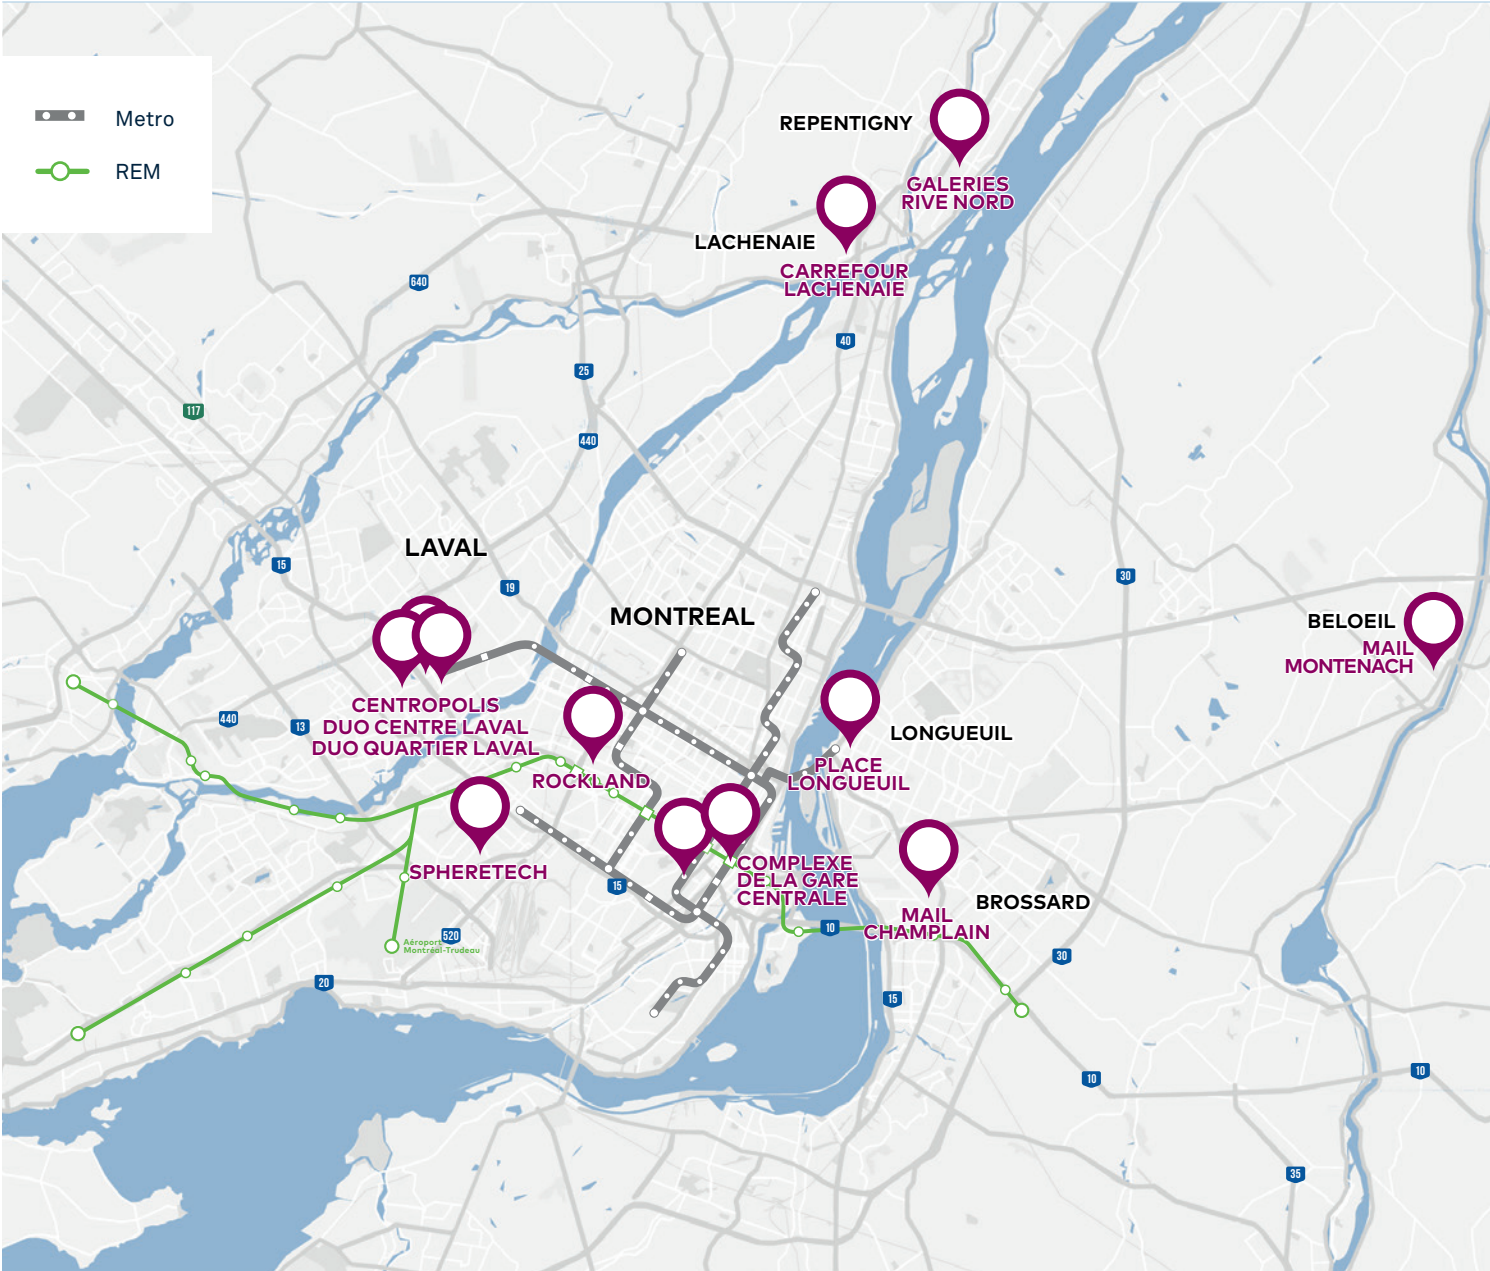 Metro
REM
REPENTIGNY
GALERIES
RIVE NORD
LACHENAIE
CARREFOUR
LACHENAIE
640
40
25
117
440
LAVAL
15
19
30
MONTREAL
BELOEIL
MAIL
MONTENACH
CENTROPOLIS
DUO CENTRE LAVAL
DUO QUARTIER LAVAL
440
13
LONGUEUIL
PLACE
LONGUEUIL
ROCKLAND
SPHERETECH
15
COMPLEXE
DE LA GARE
CENTRALE
BROSSARD
MAIL
CHAMPLAIN
10
Aéroport
Montréal-Trudeau
520
30
20
15
10
10
35